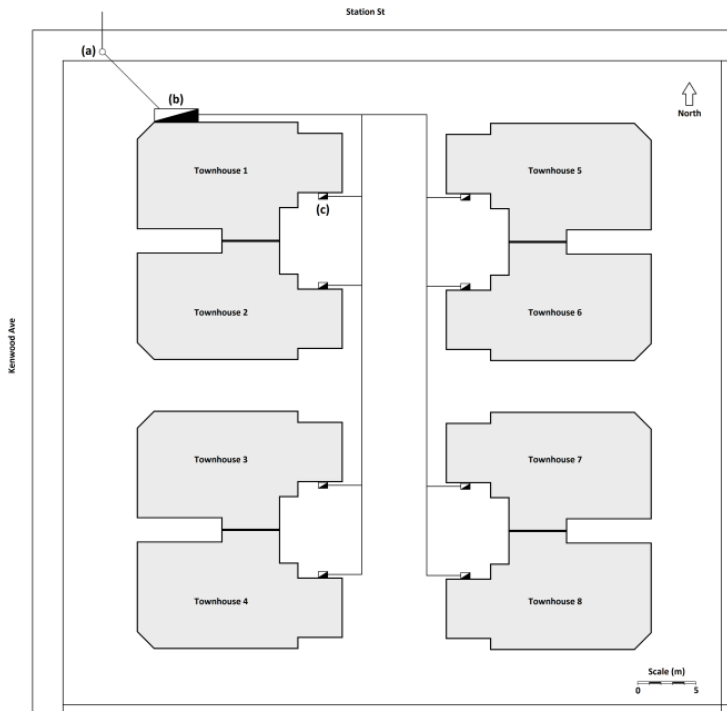 Station St
(a)
(b)
North
Townhouse 1
Townhouse 5
(c)
Townhouse 2
Townhouse 6
Kenwood Ave
Townhouse 3
Townhouse 7
Townhouse 4
Townhouse 8
Scale (m)
0 5